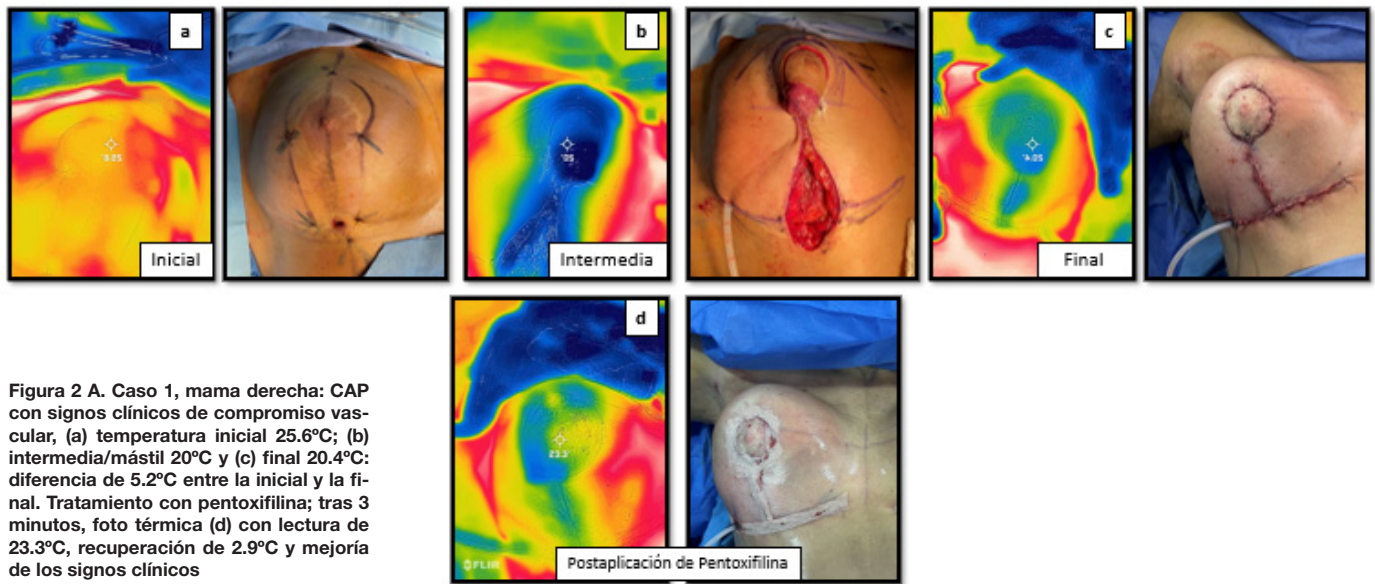 a
Inicial
b
Intermedia
c
Final
d
23.3°
FLIR
Postaplicación de Pentoxifilina
Figura 2 A. Caso 1, mama derecha: CAP
con signos clínicos de compromiso vas-
cular, (a) temperatura inicial 25.6ºC; (b)
intermedia/mástil 20ºC y (c) final 20.4ºC:
diferencia de 5.2ºC entre la inicial y la fi-
nal. Tratamiento con pentoxifilina; tras 3
minutos, foto térmica (d) con lectura de
23.3ºC, recuperación de 2.9ºC y mejoría
de los signos clínicos